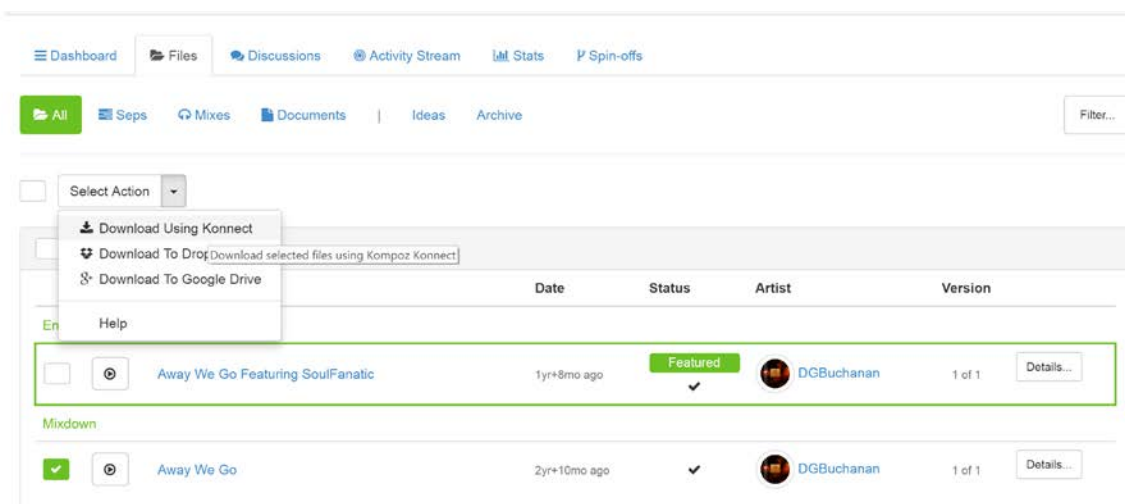 Dashboard Files Discussions Activity Stream Stats Spin-offs
All Seps Mixes Documents | Ideas Archive Filter...
Select Action
Download Using Konnect
Download To Drop
Download selected files using Kompoz Konnect
Download To Google Drive
Help
Date Status Artist Version
En
Away We Go Featuring SoulFanatic 1yr+8mo ago Featured DGBuchanan 1 of 1 Details...
Mixdown
Away We Go 2yr+10mo ago DGBuchanan 1 of 1 Details...